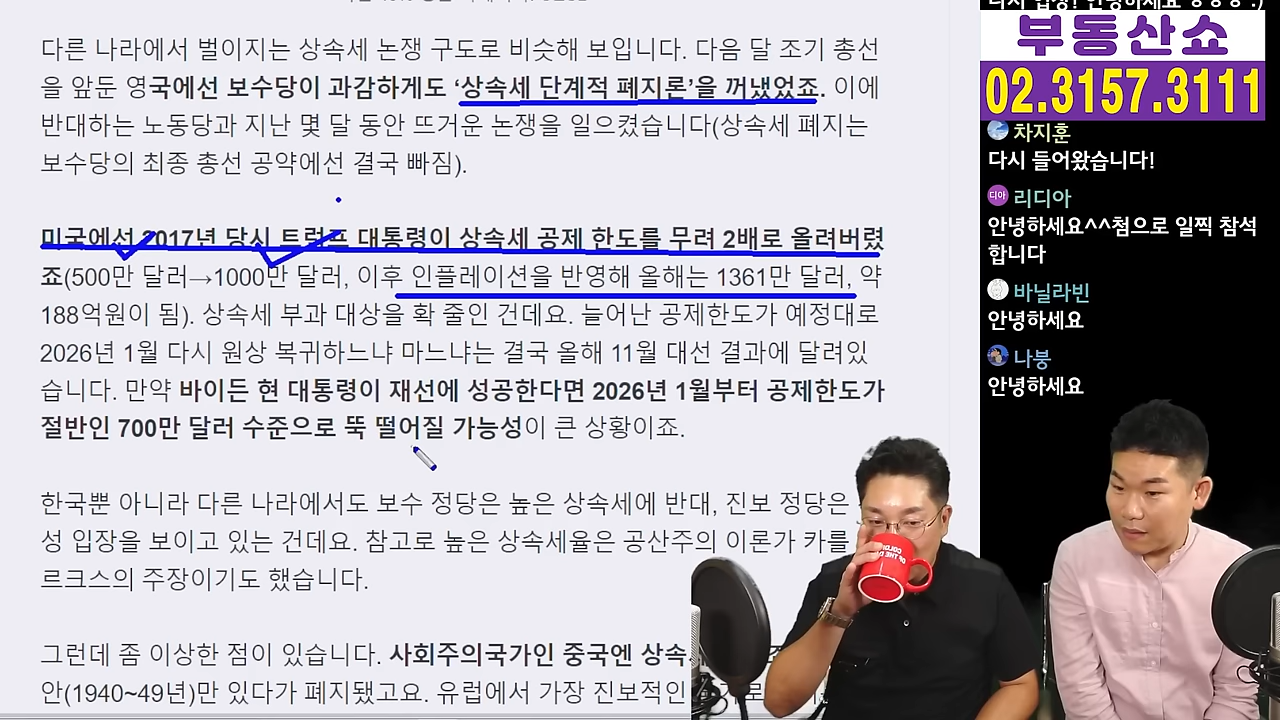 다른 나라에서 벌이지는 상속세 논쟁 구도로 비슷해 보입니다. 다음 달 조기 총선
을 앞둔 영국에선 보수당이 과감하게도 ‘상속세 단계적 폐지론’을 꺼냈었죠. 이에
반대하는 노동당과 지난 몇 달 동안 뜨거운 논쟁을 일으켰습니다(상속세 폐지는
보수당의 최종 총선 공약에선 결국 빠짐).
미국에선 2017년 당시 트럼프 대통령이 상속세 공제 한도를 무려 2배로 올려버렸
죠(500만 달러→1000만 달러, 이후 인플레이션을 반영해 올해는 1361만 달러, 약
188억원이 됨). 상속세 부과 대상을 확 줄인 건데요. 늘어난 공제한도가 예정대로
2026년 1월 다시 원상 복귀하느냐 마느냐는 결국 올해 11월 대선 결과에 달려있
습니다. 만약 바이든 현 대통령이 재선에 성공한다면 2026년 1월부터 공제한도가
절반인 700만 달러 수준으로 뚝 떨어질 가능성이 큰 상황이죠.
한국뿐 아니라 다른 나라에서도 보수 정당은 높은 상속세에 반대, 진보 정당은
성 입장을 보이고 있는 건데요. 참고로 높은 상속세율은 공산주의 이론가 카를
르크스의 주장이기도 했습니다.
그런데 좀 이상한 점이 있습니다. 사회주의국가인 중국엔 상속
안(1940~49년)만 있다가 폐지됐고요. 유럽에서 가장 진보적인
부동산쇼
02.3157.3111
차지훈
다시 들어왔습니다!
디아 리디아
안녕하세요^^첨으로 일찍 참석
합니다
바닐라빈
안녕하세요
나붕
안녕하세요